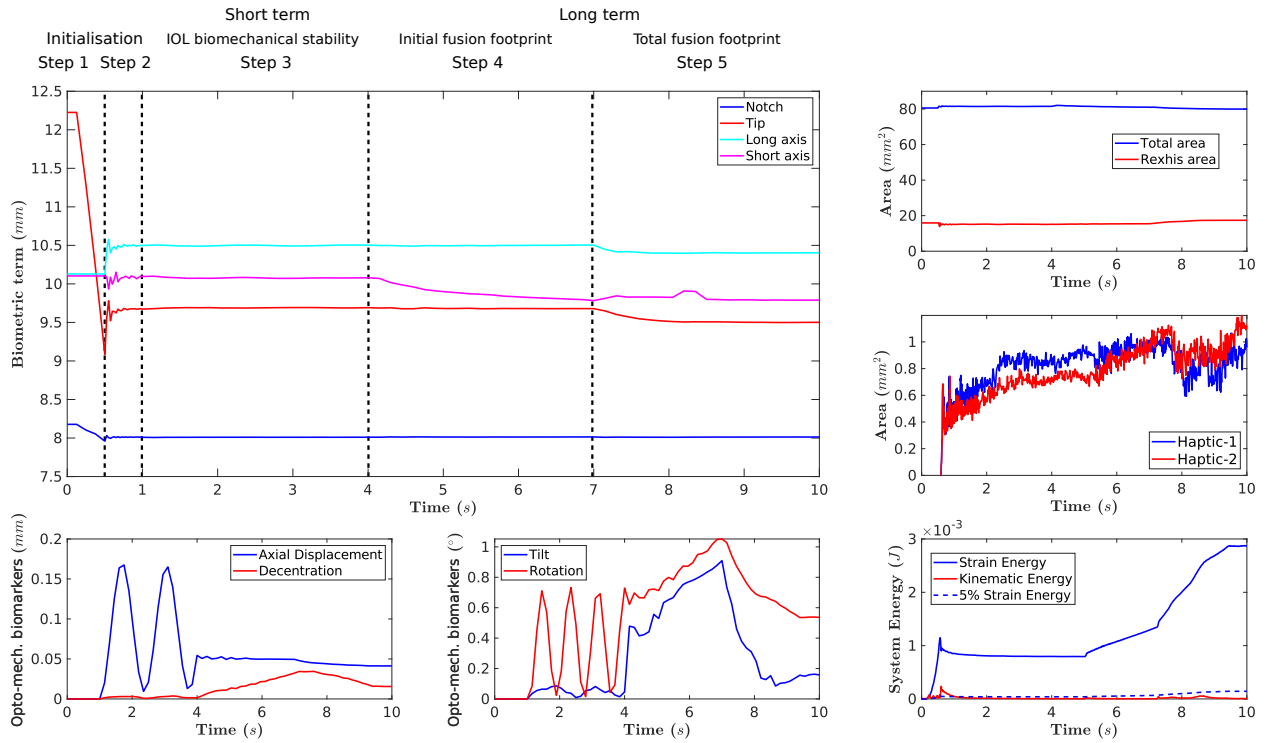 Short term
Long term
Initialisation
IOL biomechanical stability
Initial fusion footprint
Total fusion footprint
Step 1
Step 2
Step 3
Step 4
Step 5
Biometric term (mm)
12.5
12
11.5
11
10.5
10
9.5
9
8.5
8
7.5
Notch
Tip
Long axis
Short axis
0 1 2 3 4 5 6 7 8 9 10
Time (s)
Area (mm²)
80
60
40
20
0
Total area
Rexhis area
0 2 4 6 8 10
Time (s)
Area (mm²)
1
0.8
0.6
0.4
0.2
0
Haptic-1
Haptic-2
0 2 4 6 8 10
Time (s)
Opto-mech. biomarkers (mm)
0.2
0.15
0.1
0.05
0
Axial Displacement
Decentration
0 2 4 6 8 10
Time (s)
Opto-mech. biomarkers (°)
1
0.8
0.6
0.4
0.2
0
Tilt
Rotation
0 2 4 6 8 10
Time (s)
System Energy (J)
×10⁻³
3
2
1
0
Strain Energy
Kinematic Energy
5% Strain Energy
0 2 4 6 8 10
Time (s)